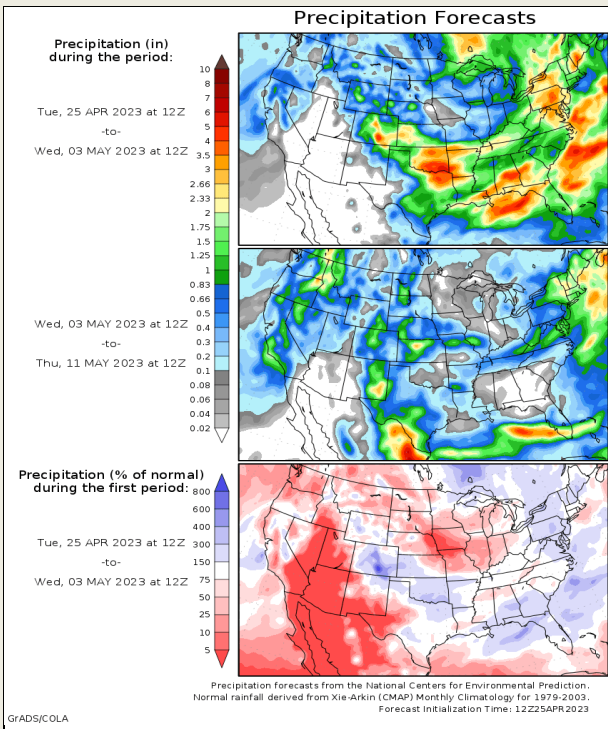 Precipitation Forecasts
Precipitation (in)
during the period:
Tue, 25 APR 2023 at 12Z
-to-
Wed, 03 MAY 2023 at 12Z
10
8
7
6
5
4
3.5
3
2.66
2.33
2
1.75
1.5
1.25
1
0.83
0.66
0.5
0.4
0.3
0.2
0.1
0.08
0.06
0.04
0.02
Wed, 03 MAY 2023 at 12Z
-to-
Thu, 11 MAY 2023 at 12Z
Precipitation (% of normal)
during the first period:
Tue, 25 APR 2023 at 12Z
-to-
Wed, 03 MAY 2023 at 12Z
800
600
400
300
150
75
50
25
10
5
Precipitation forecasts from the National Centers for Environmental Prediction.
Normal rainfall derived from Xie-Arkin (CMAP) Monthly Climatology for 1979-2003.
Forecast Initialization Time: 12Z25APR2023
GrADS/COLA